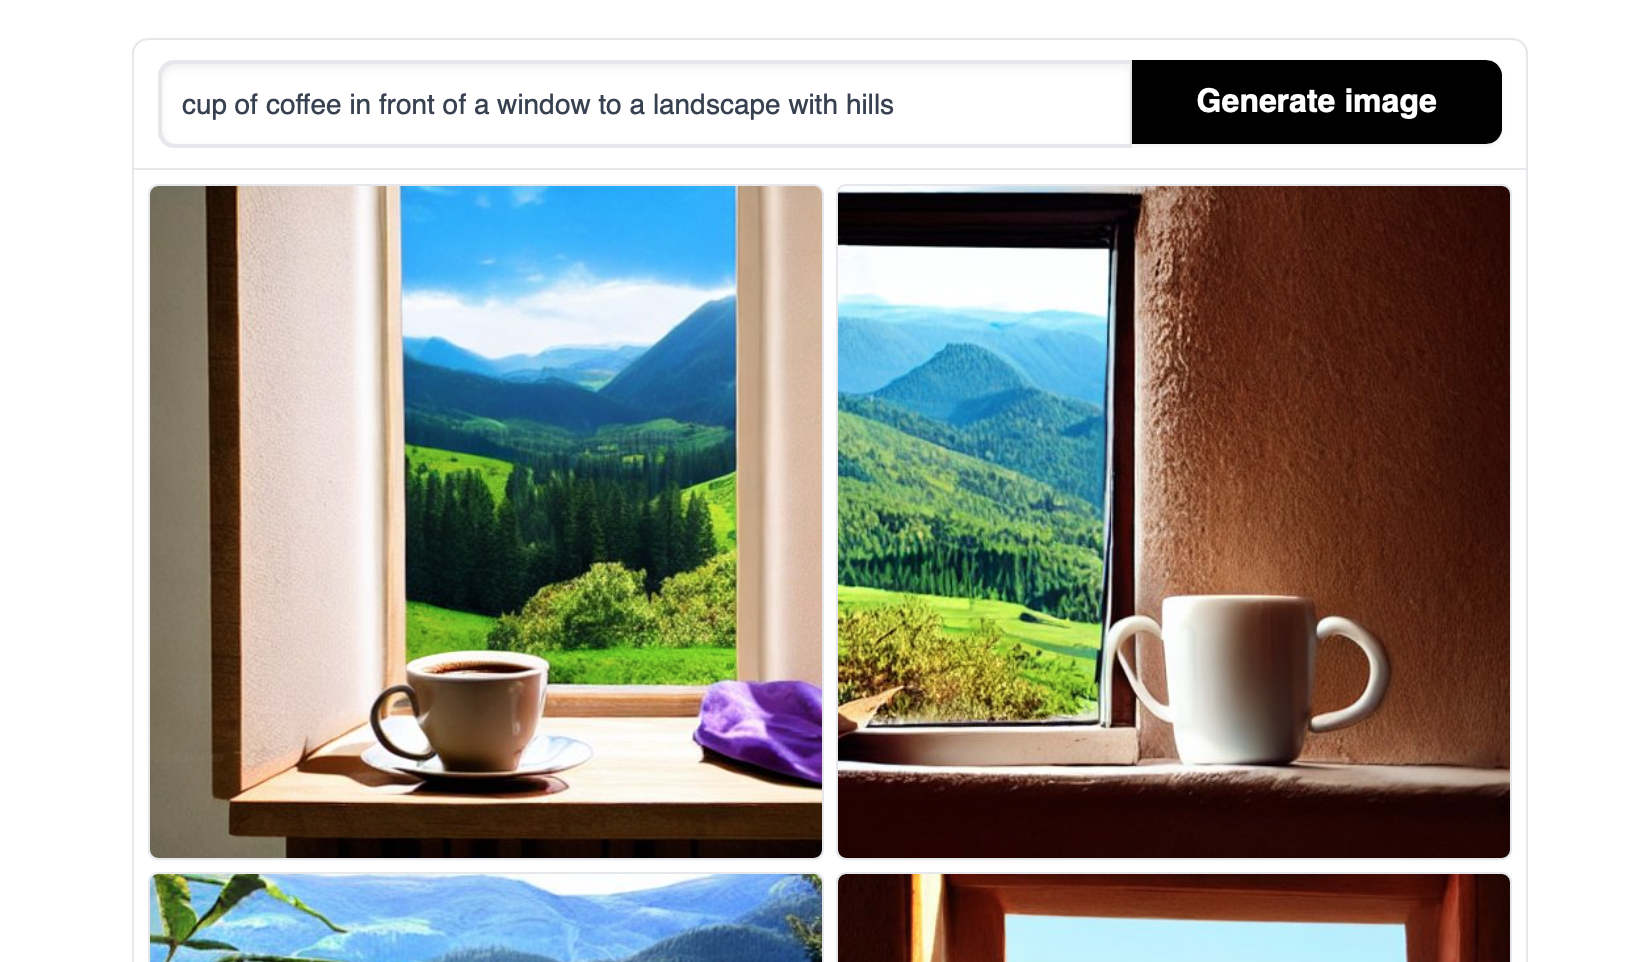 cup of coffee in front of a window to a landscape with hills
Generate image